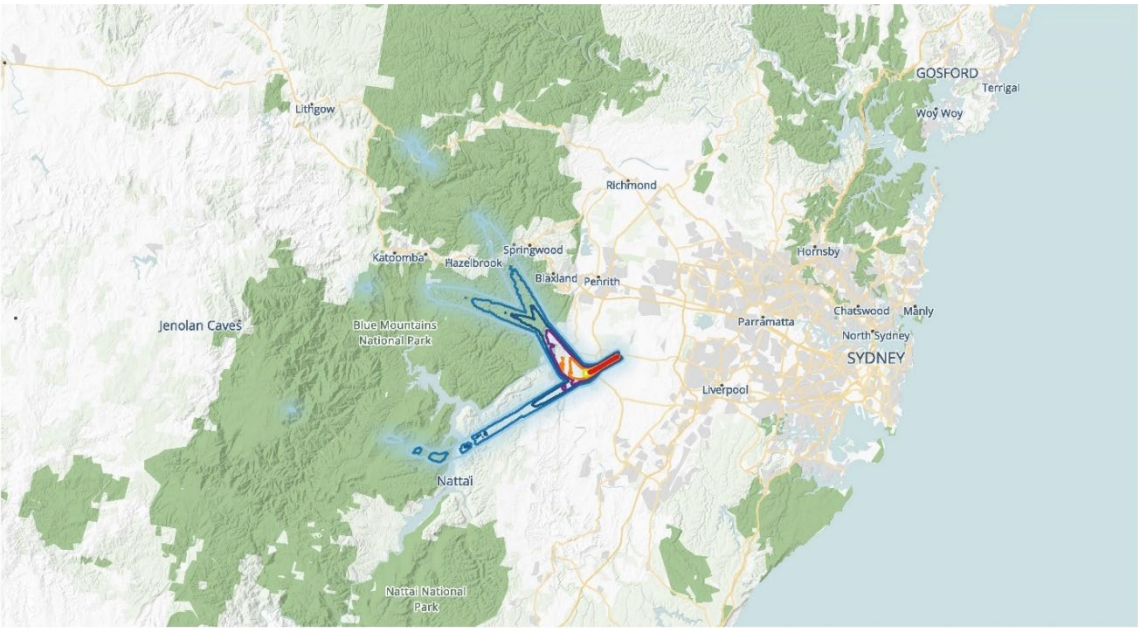 GOSFORD
Terrigal
Lithgow
Woy Woy
Richmond
Springwood
Hornsby
Katoomba
Hazelbrook
Blaxland
Penrith
Chatswood
Manly
Jenolan Caves
Blue Mountains
National Park
Parramatta
North Sydney
SYDNEY
Liverpool
Nattai
Nattai National
Park